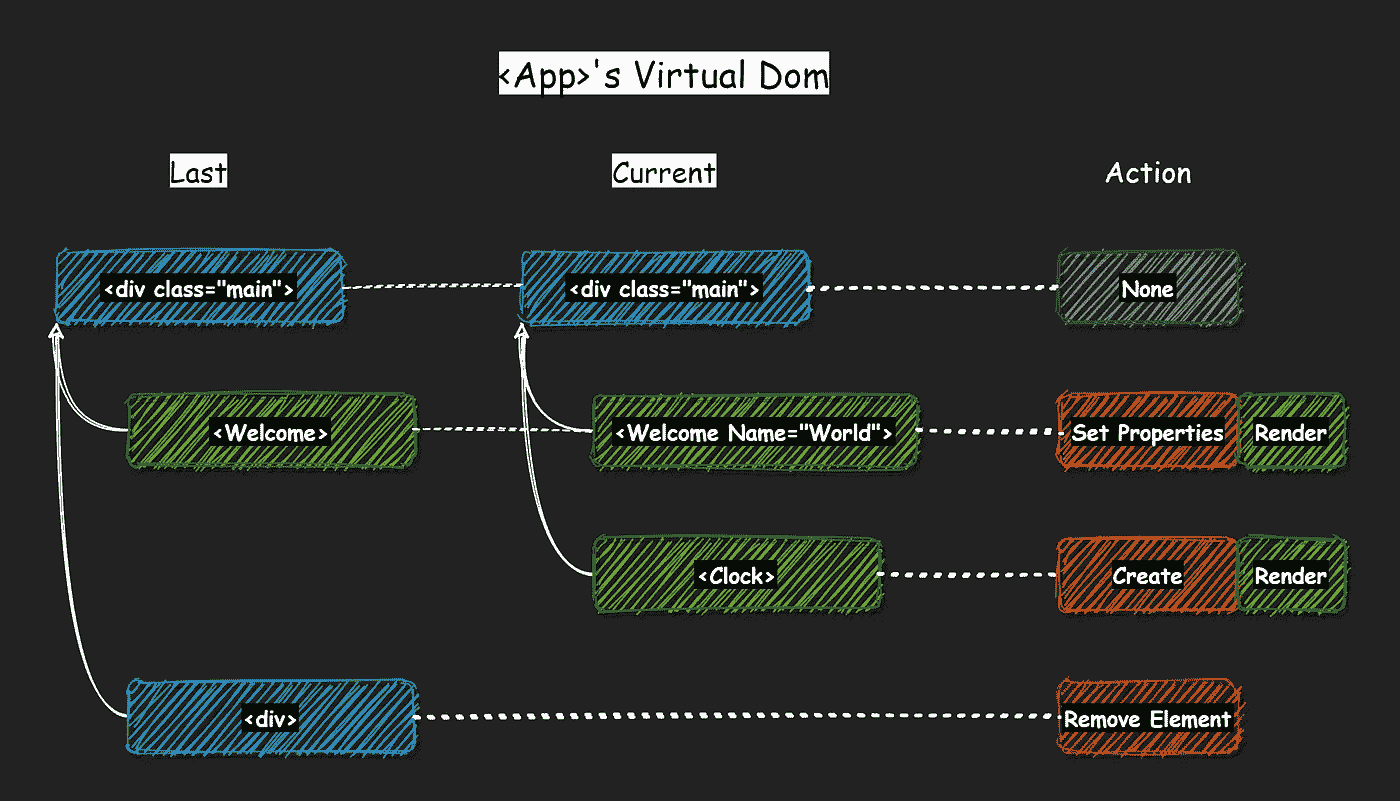 <App>'s Virtual Dom
Last
Current
Action
<div class="main">
<div class="main">
None
<Welcome>
<Welcome Name="World">
Set Properties
Render
<Clock>
Create
Render
<div>
Remove Element